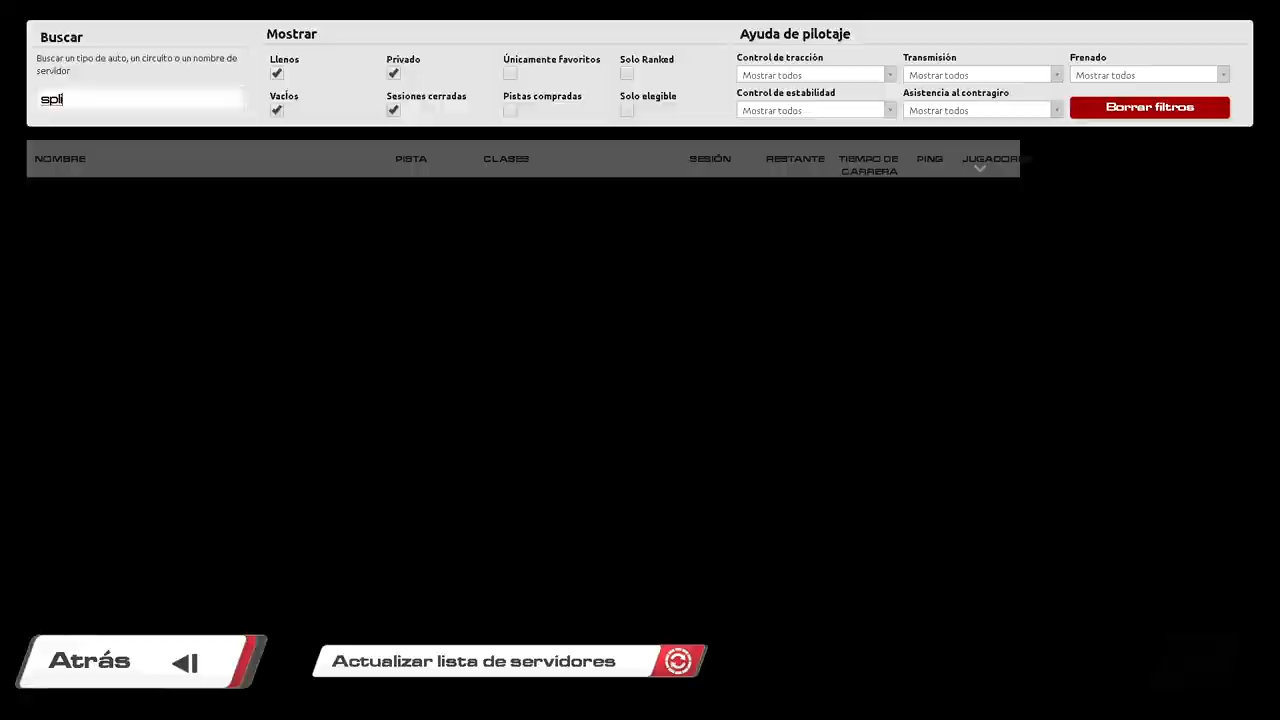 Buscar
Buscar un tipo de auto, un circuito o un nombre de
servidor
spli
Mostrar
Llenos
Privado
Únicamente favoritos
Solo Ranked
Vacíos
Sesiones cerradas
Pistas compradas
Solo elegible
Ayuda de pilotaje
Control de tracción
Transmisión
Frenado
Mostrar todos
Mostrar todos
Mostrar todos
Control de estabilidad
Asistencia al contragiro
Mostrar todos
Mostrar todos
Borrar filtros
NOMBRE
PISTA
CLASES
SESIÓN
RESTANTE
TIEMPO DE
CARRERA
PING
JUGADORES
Atrás
Actualizar lista de servidores